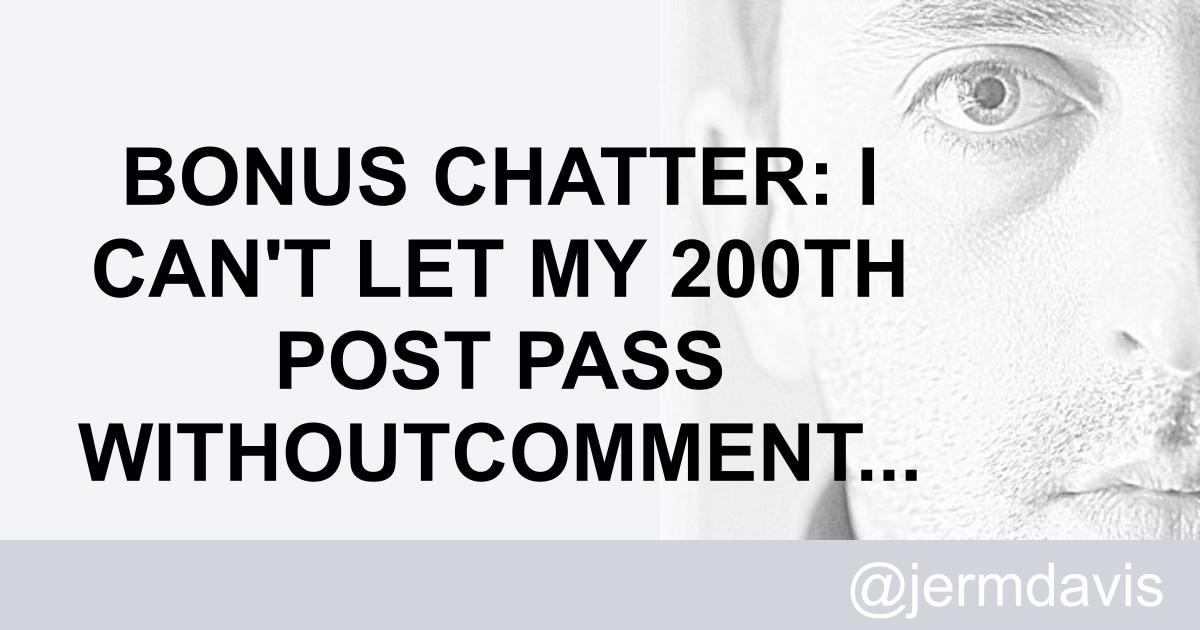 BONUS CHATTER: I
CAN'T LET MY 200TH
POST PASS
WITHOUTCOMMENT...
@jermdavis